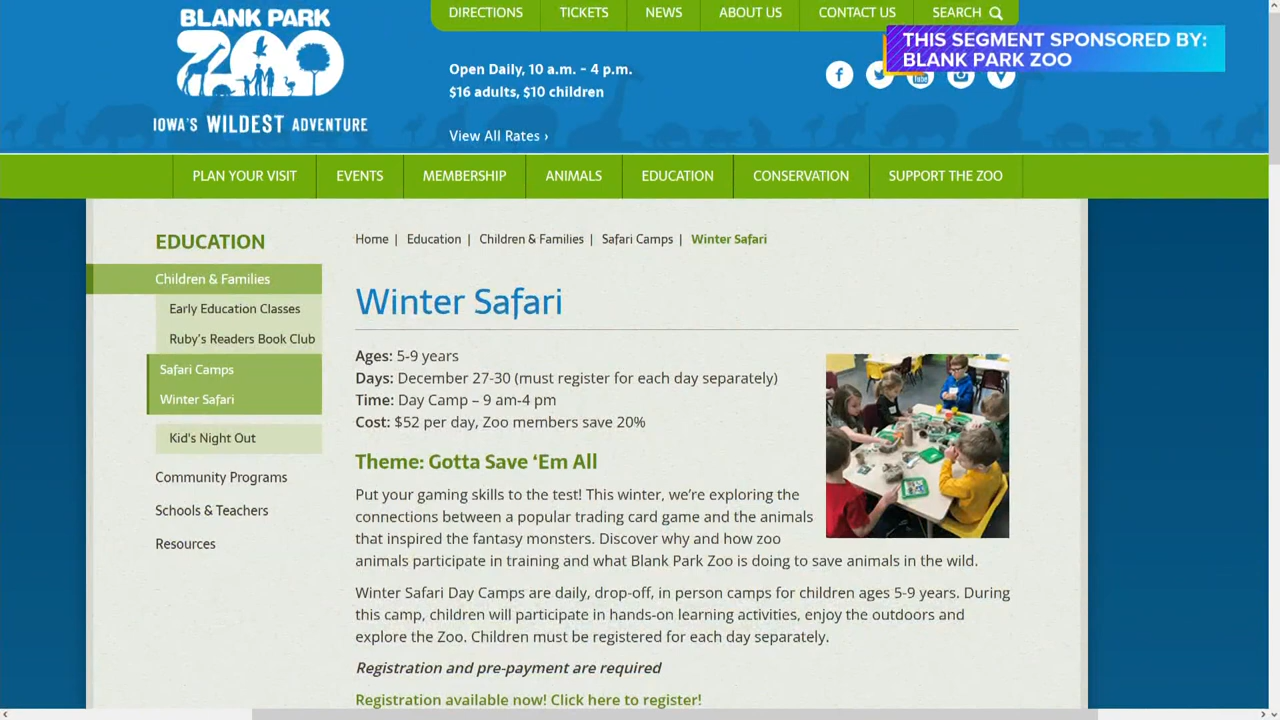 BLANK PARK
ZOO
IOWA'S WILDEST ADVENTURE
DIRECTIONS
TICKETS
NEWS
ABOUT US
CONTACT US
SEARCH
THIS SEGMENT SPONSORED BY:
BLANK PARK ZOO
Open Daily, 10 a.m. - 4 p.m.
$16 adults, $10 children
View All Rates ›
You
Tube
PLAN YOUR VISIT
EVENTS
MEMBERSHIP
ANIMALS
EDUCATION
CONSERVATION
SUPPORT THE ZOO
EDUCATION
Children & Families
Early Education Classes
Ruby's Readers Book Club
Safari Camps
Winter Safari
Kid's Night Out
Community Programs
Schools & Teachers
Resources
Home | Education | Children & Families | Safari Camps | Winter Safari
Winter Safari
Ages: 5-9 years
Days: December 27-30 (must register for each day separately)
Time: Day Camp – 9 am-4 pm
Cost: $52 per day, Zoo members save 20%
Theme: Gotta Save ‘Em All
Put your gaming skills to the test! This winter, we’re exploring the
connections between a popular trading card game and the animals
that inspired the fantasy monsters. Discover why and how zoo
animals participate in training and what Blank Park Zoo is doing to save animals in the wild.
Winter Safari Day Camps are daily, drop-off, in person camps for children ages 5-9 years. During
this camp, children will participate in hands-on learning activities, enjoy the outdoors and
explore the Zoo. Children must be registered for each day separately.
Registration and pre-payment are required
Registration available now! Click here to register!